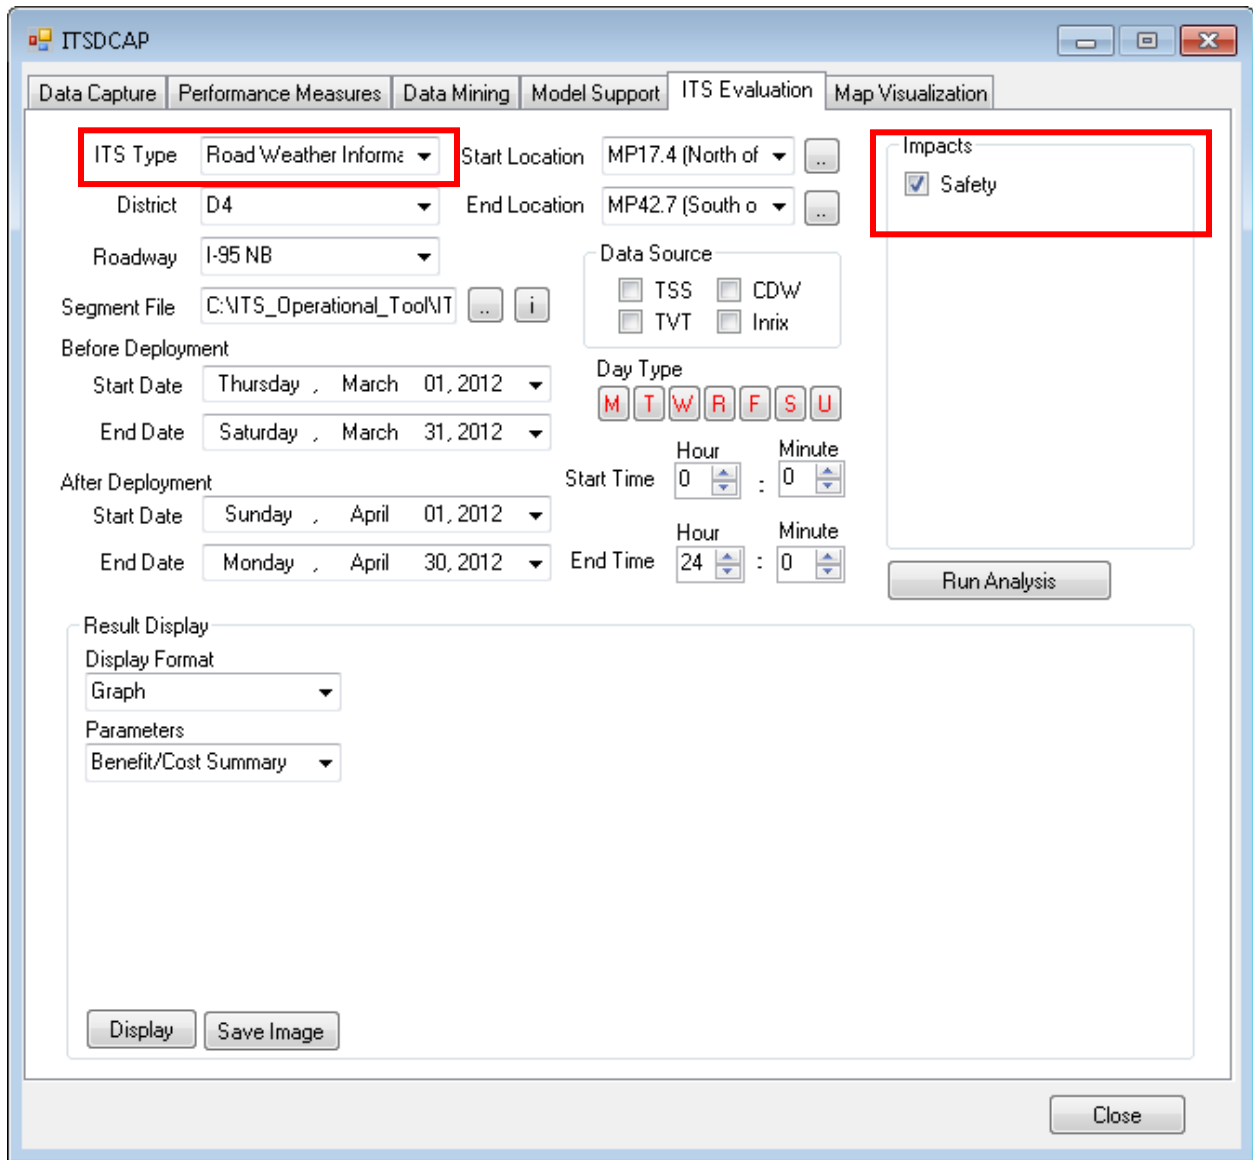 ITSDCAP
Data Capture Performance Measures Data Mining Model Support ITS Evaluation Map Visualization
ITS Type Road Weather Informa Start Location MP17.4 (North of ..
District D4 End Location MP42.7 (South o ..
Roadway I-95 NB
Segment File C:\ITS_Operational_Tool\IT .. i
Impacts
Safety
Data Source
TSS CDW
TVT Inrix
Before Deployment
Start Date Thursday , March 01, 2012
End Date Saturday , March 31, 2012
Day Type
M T W R F S U
After Deployment
Start Date Sunday , April 01, 2012
End Date Monday , April 30, 2012
Hour Minute
Start Time 0 : 0
Hour Minute
End Time 24 : 0
Run Analysis
Result Display
Display Format
Graph
Parameters
Benefit/Cost Summary
Display Save Image
Close